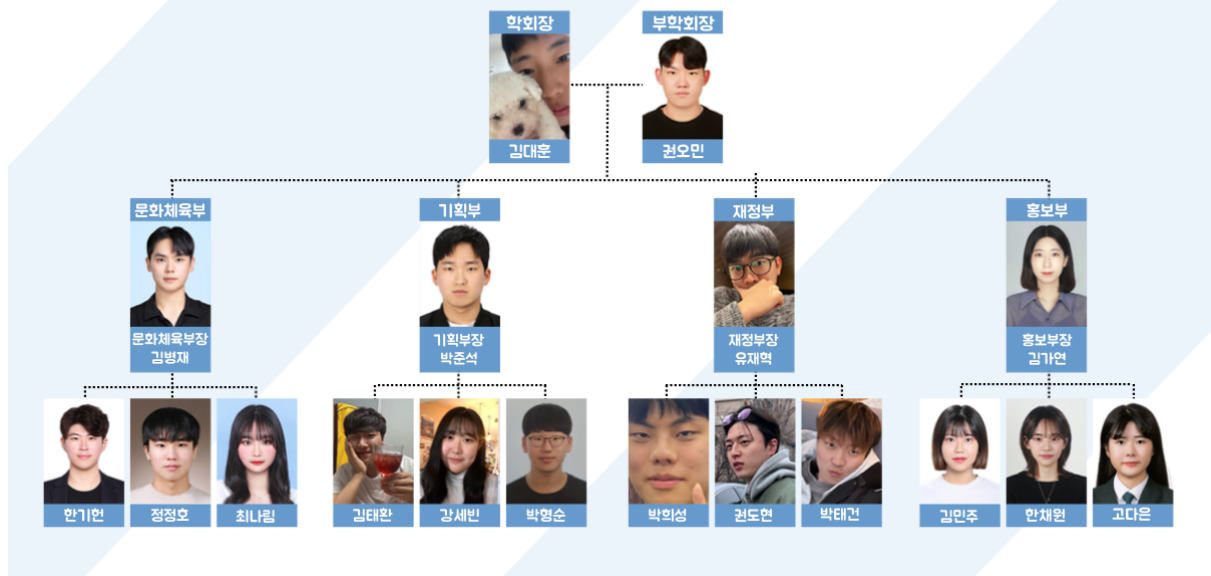 학회장
부학회장
김대훈
권오민
문화체육부
기획부
재정부
홍보부
문화체육부장
김병재
기획부장
박준석
재정부장
유재혁
홍보부장
김가연
한기헌
정정호
최나림
김태환
강세빈
박형순
박희성
권도현
박태건
김민주
한채원
고다은